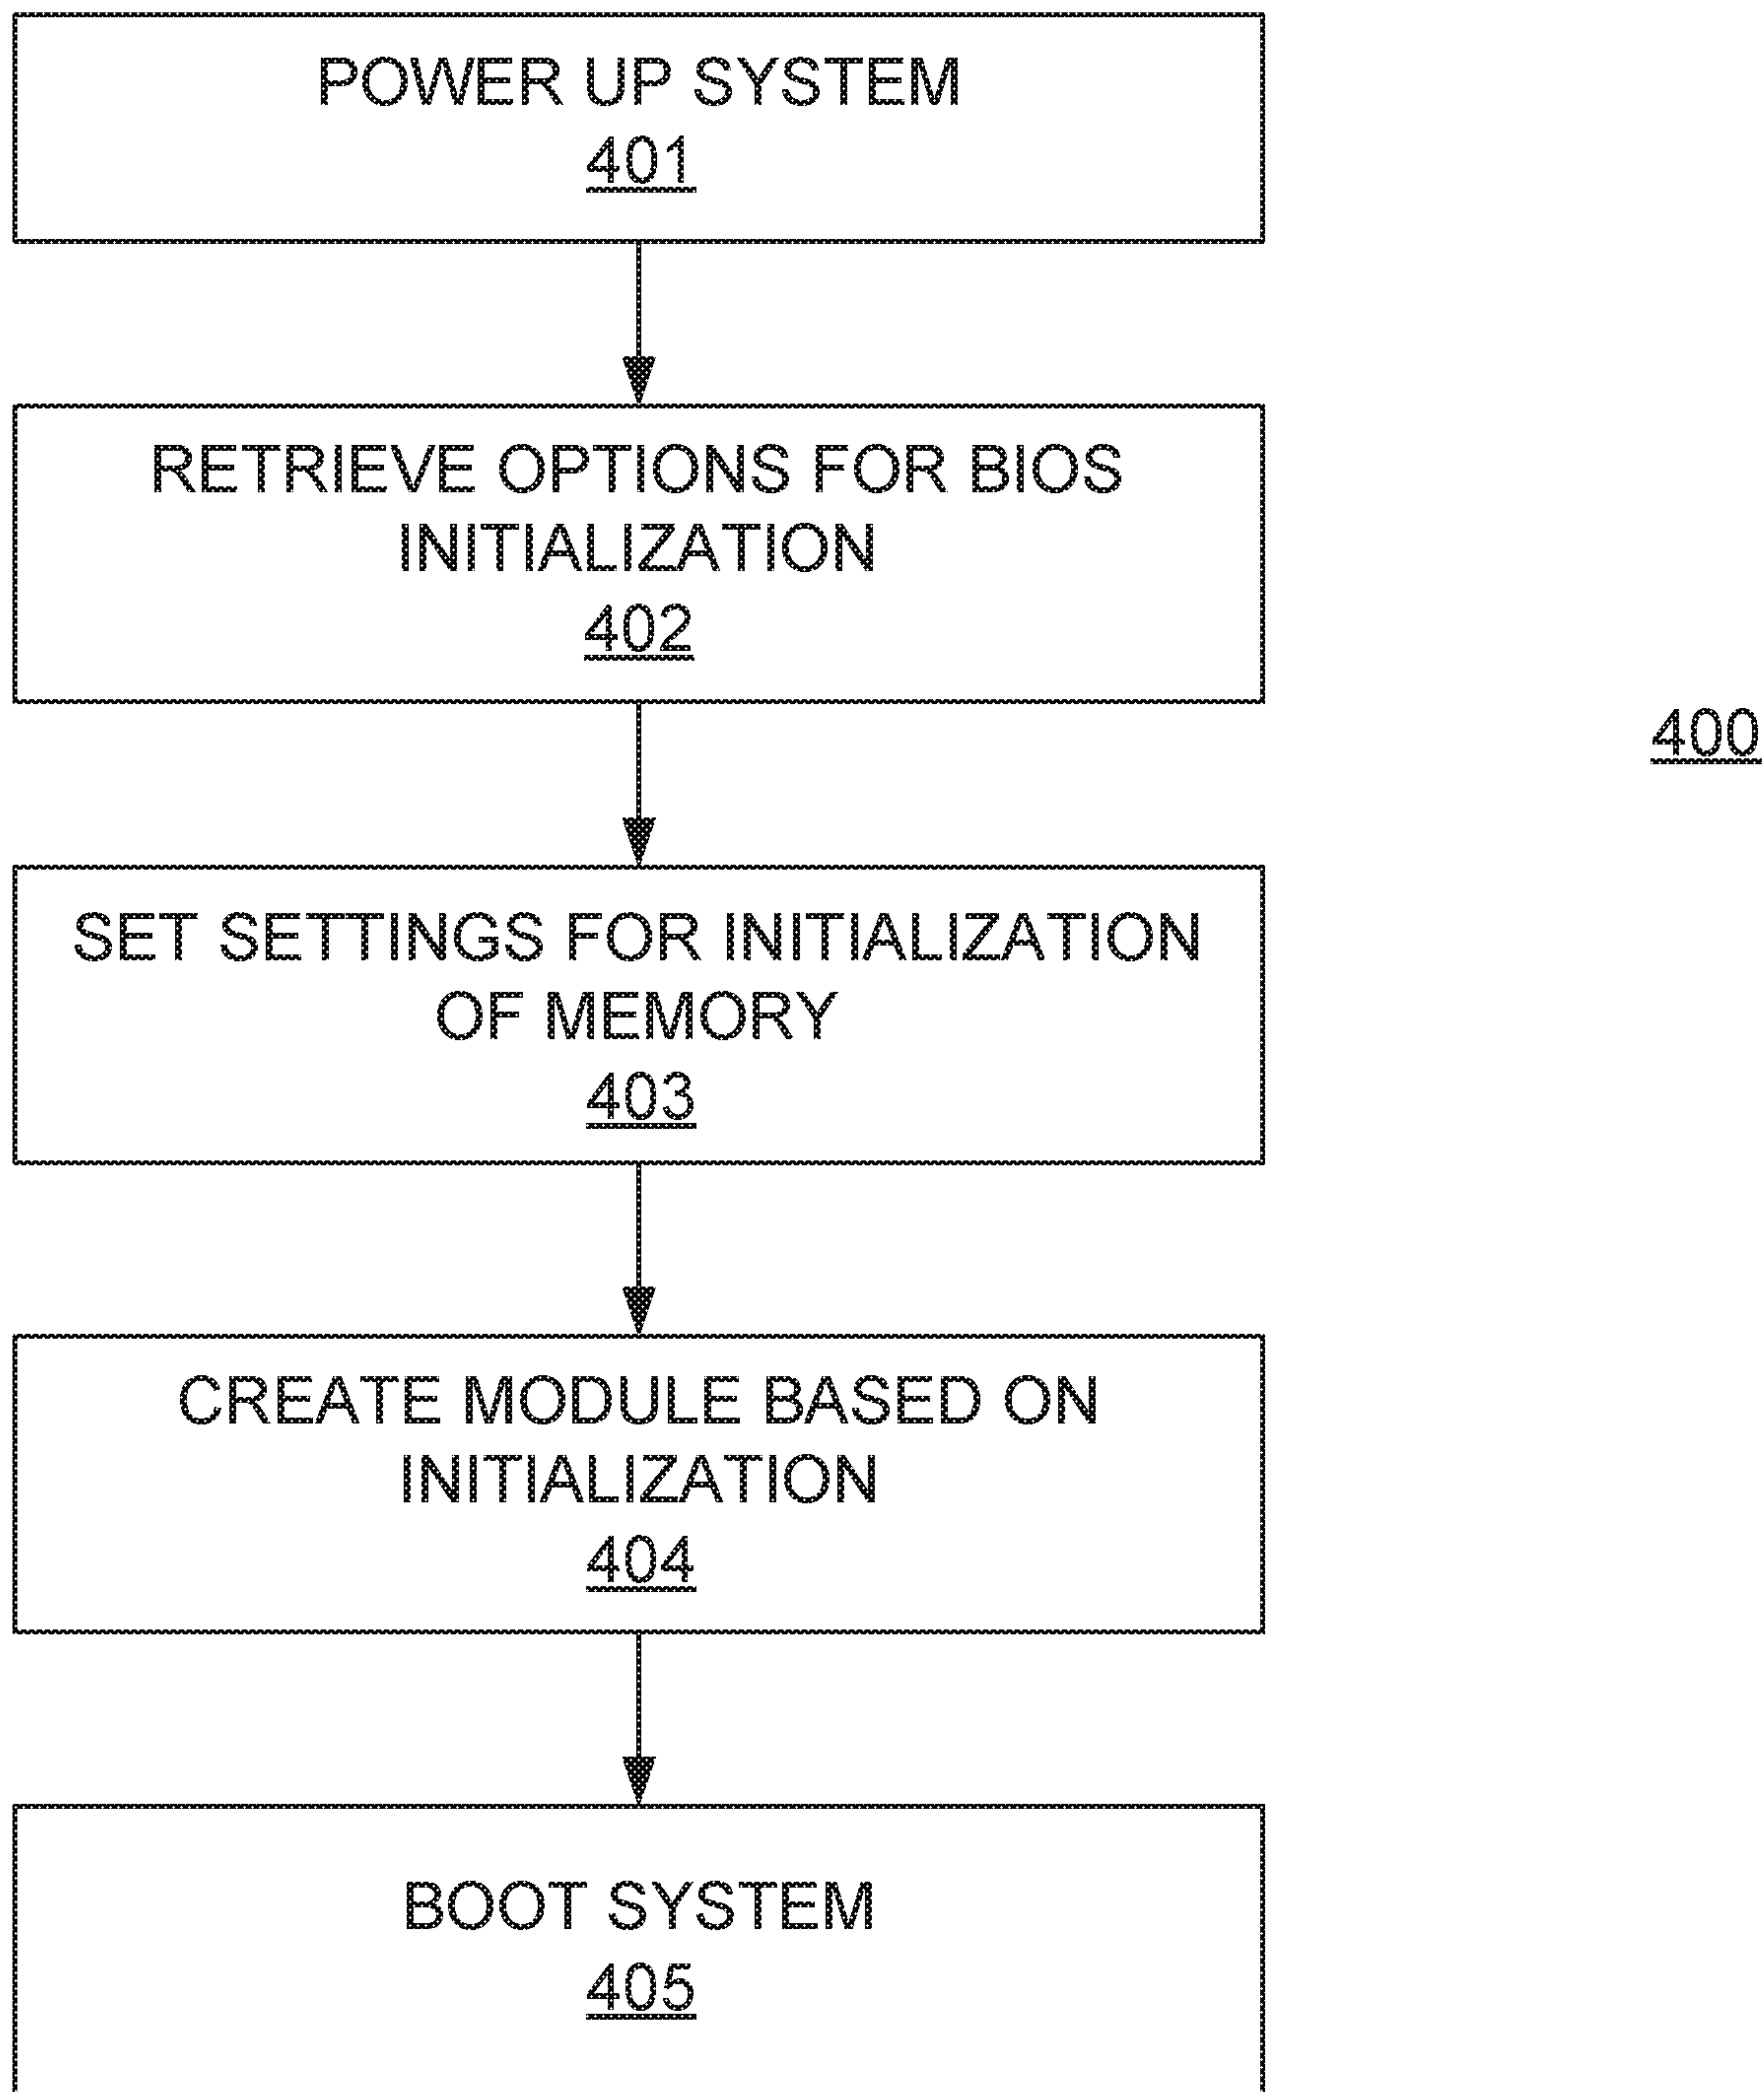 POWER UP SYSTEM
401
RETRIEVE OPTIONS FOR BIOS
INITIALIZATION
402
400
SET SETTINGS FOR INITIALIZATION
OF MEMORY
403
CREATE MODULE BASED ON
INITIALIZATION
404
BOOT SYSTEM
405